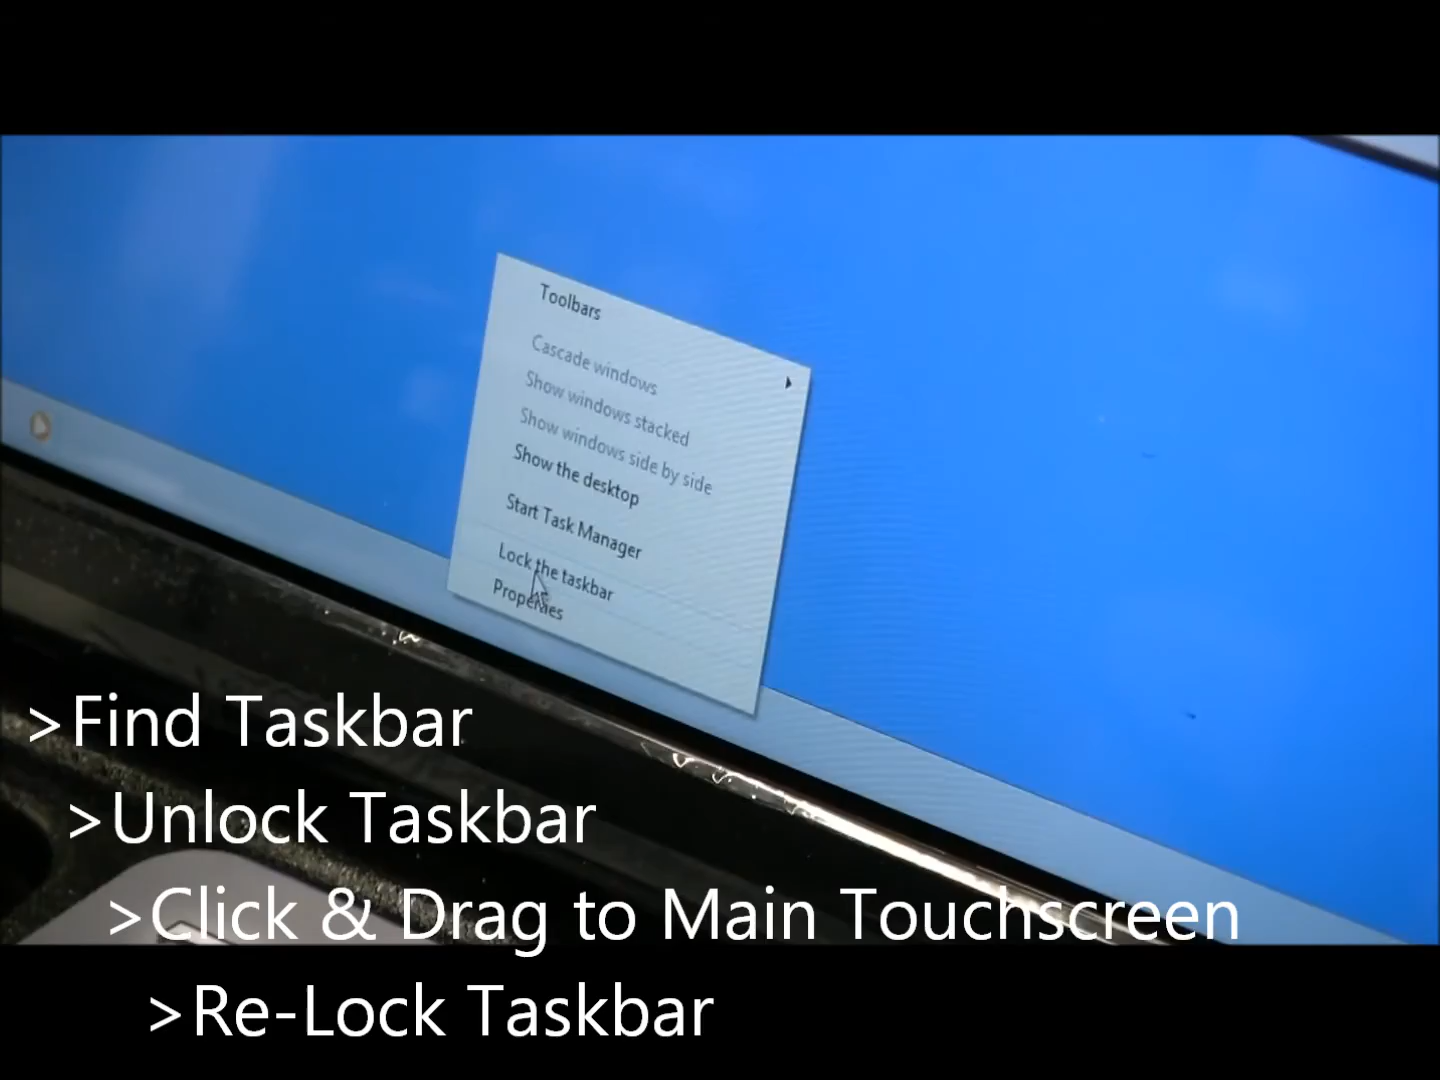 Toolbars
Cascade windows
Show windows stacked
Show windows side by side
Show the desktop
Start Task Manager
Lock the taskbar
Properties
>Find Taskbar
>Unlock Taskbar
>Click & Drag to Main Touchscreen
>Re-Lock Taskbar